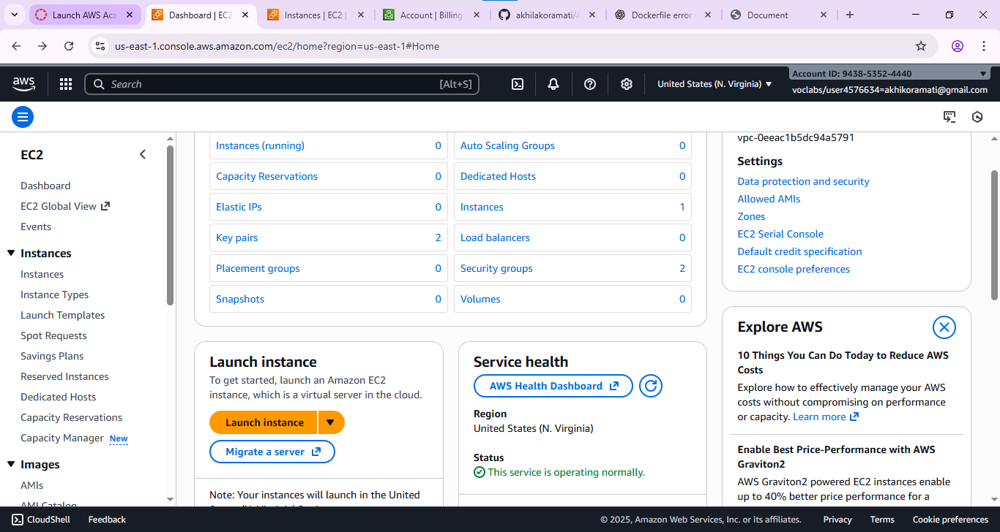 Launch AWS Aca
Dashboard | EC2
Instances | EC2 |
Account | Billing
akhilakoramati/A
Dockerfile error
Document
us-east-1.console.aws.amazon.com/ec2/home?region=us-east-1#Home
aws
Search
[Alt+S]
United States (N. Virginia)
Account ID: 9438-5352-4440
voclabs/user4576634=akhikoramati@gmail.com
EC2
Dashboard
EC2 Global View
Events
Instances
Instances
Instance Types
Launch Templates
Spot Requests
Savings Plans
Reserved Instances
Dedicated Hosts
Capacity Reservations
Capacity Manager New
Images
AMIs
AMI Catalog
Instances (running) 0
Auto Scaling Groups 0
Capacity Reservations 0
Dedicated Hosts 0
Elastic IPs 0
Instances 1
Key pairs 2
Load balancers 0
Placement groups 0
Security groups 2
Snapshots 0
Volumes 0
Launch instance
To get started, launch an Amazon EC2
instance, which is a virtual server in the cloud.
Launch instance
Migrate a server
Note: Your instances will launch in the United
Service health
AWS Health Dashboard
Region
United States (N. Virginia)
Status
This service is operating normally.
vpc-0eeac1b5dc94a5791
Settings
Data protection and security
Allowed AMIs
Zones
EC2 Serial Console
Default credit specification
EC2 console preferences
Explore AWS
10 Things You Can Do Today to Reduce AWS
Costs
Explore how to effectively manage your AWS
costs without compromising on performance
or capacity. Learn more
Enable Best Price-Performance with AWS
Graviton2
AWS Graviton2 powered EC2 instances enable
up to 40% better price performance for a
CloudShell
Feedback
© 2025, Amazon Web Services, Inc. or its affiliates.
Privacy
Terms
Cookie preferences